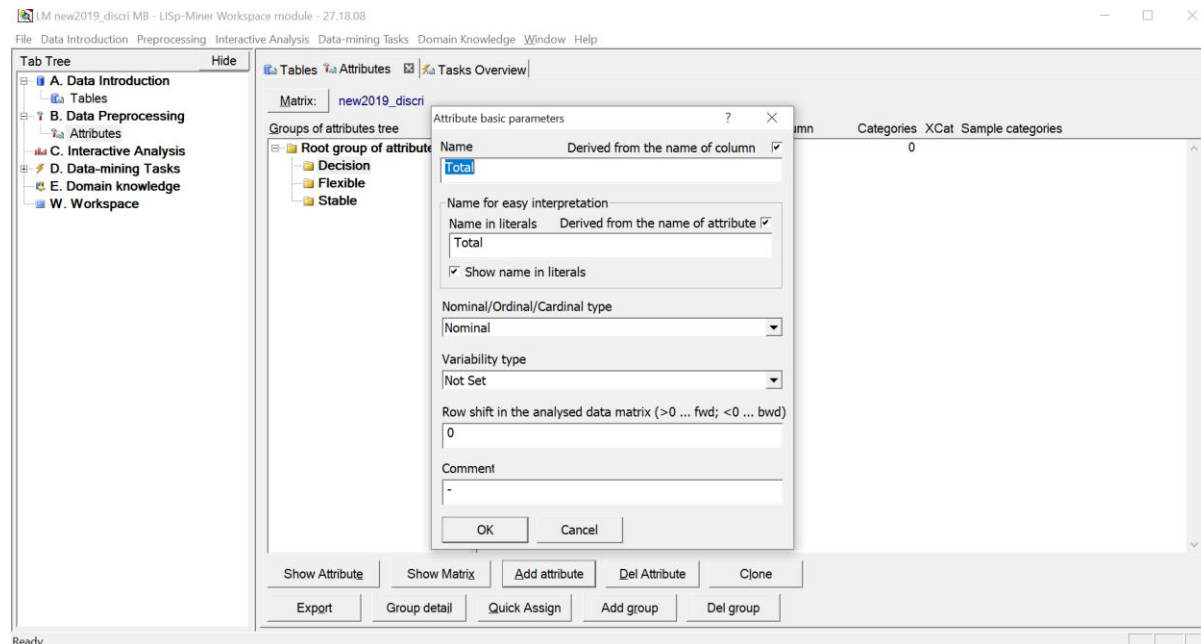 LM new2019_discri MB - LISp-Miner Workspace module - 27.18.08
File Data Introduction Preprocessing Interactive Analysis Data-mining Tasks Domain Knowledge Window Help
Tab Tree
Hide
A. Data Introduction
Tables
B. Data Preprocessing
Attributes
C. Interactive Analysis
D. Data-mining Tasks
E. Domain knowledge
W. Workspace
Tables Attributes Tasks Overview
Matrix: new2019_discri
Groups of attributes tree
Categories XCat Sample categories
Root group of attribute
0
Decision
Flexible
Stable
Attribute basic parameters ?
Name Derived from the name of column
Total
Name for easy interpretation
Name in literals Derived from the name of attribute
Total
Show name in literals
Nominal/Ordinal/Cardinal type
Nominal
Variability type
Not Set
Row shift in the analysed data matrix (>0 ... fwd; <0 ... bwd)
0
Comment
-
OK Cancel
Show Attribute Show Matrix Add attribute Del Attribute Clone
Export Group detail Quick Assign Add group Del group
Ready